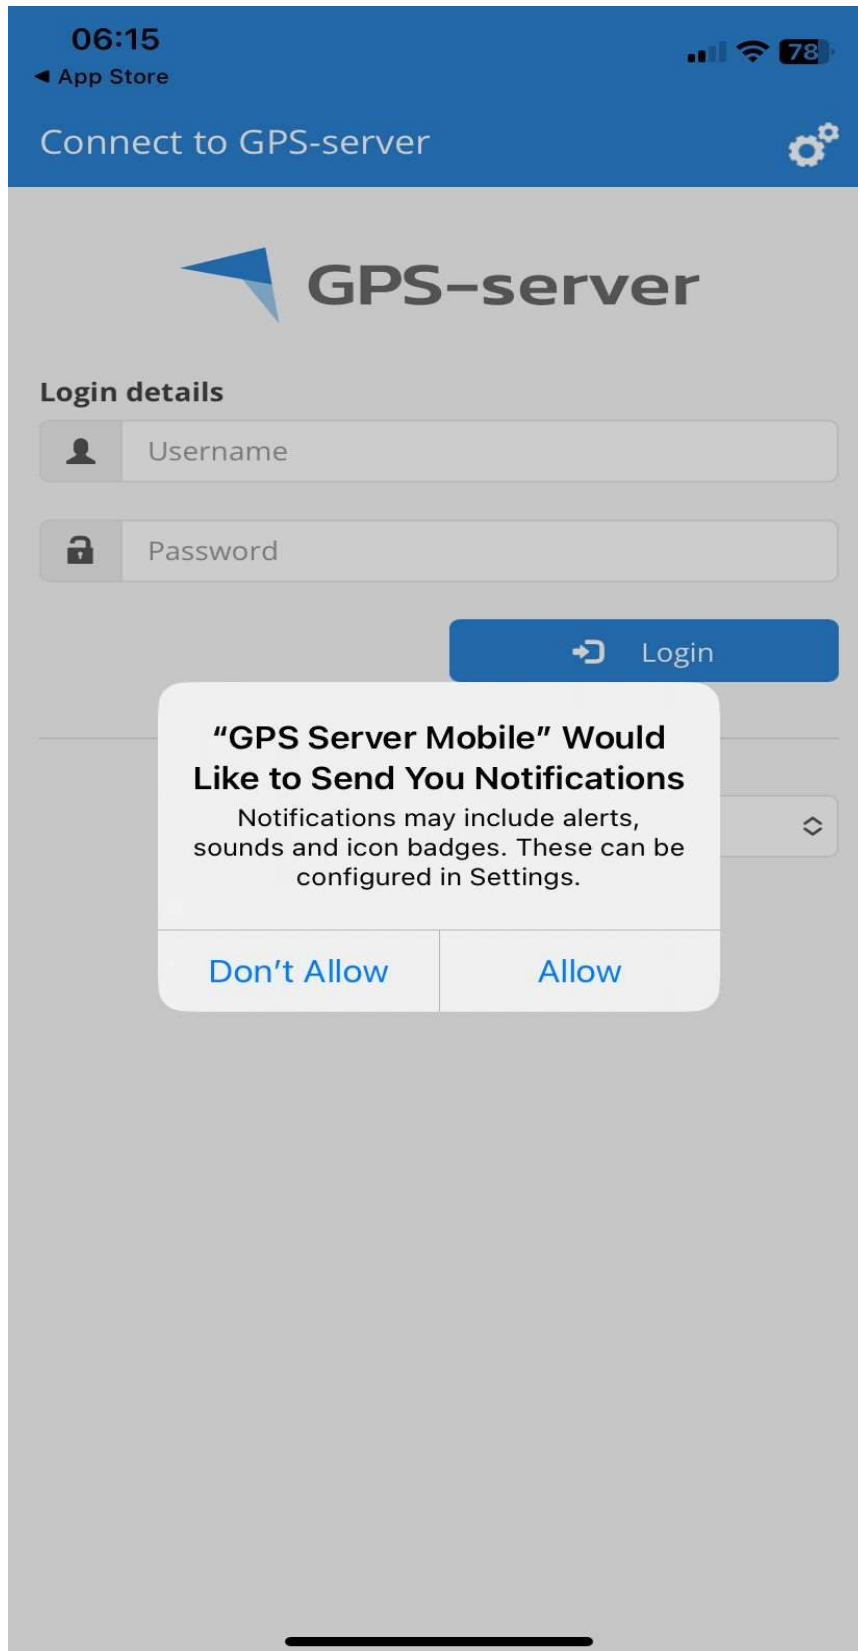 06:15
78
◀ App Store
Connect to GPS-server
GPS-server
Login details
Username
Password
Login
“GPS Server Mobile” Would
Like to Send You Notifications
Notifications may include alerts,
sounds and icon badges. These can be
configured in Settings.
Don’t Allow
Allow